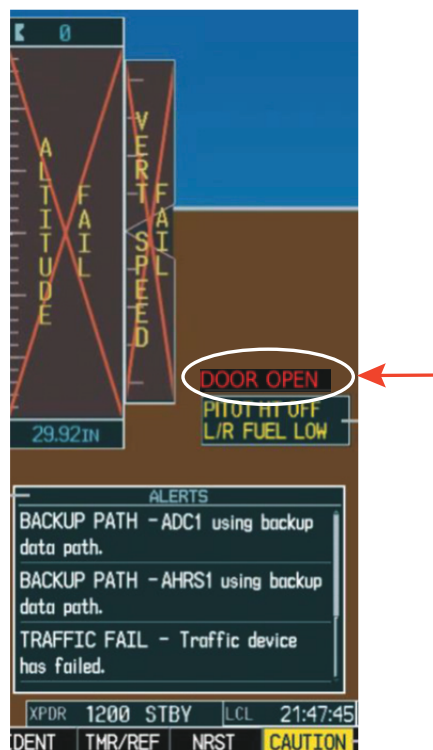 0
ALTITUDE FAIL
VERT SPEED FAIL
DOOR OPEN
PITOT HT OFF
L/R FUEL LOW
29.92IN
ALERTS
BACKUP PATH – ADC1 using backup
data path.
BACKUP PATH – AHRS1 using backup
data path.
TRAFFIC FAIL – Traffic device
has failed.
XPDR 1200 STBY LCL 21:47:45
DENT TMR/REF NRST CAUTION